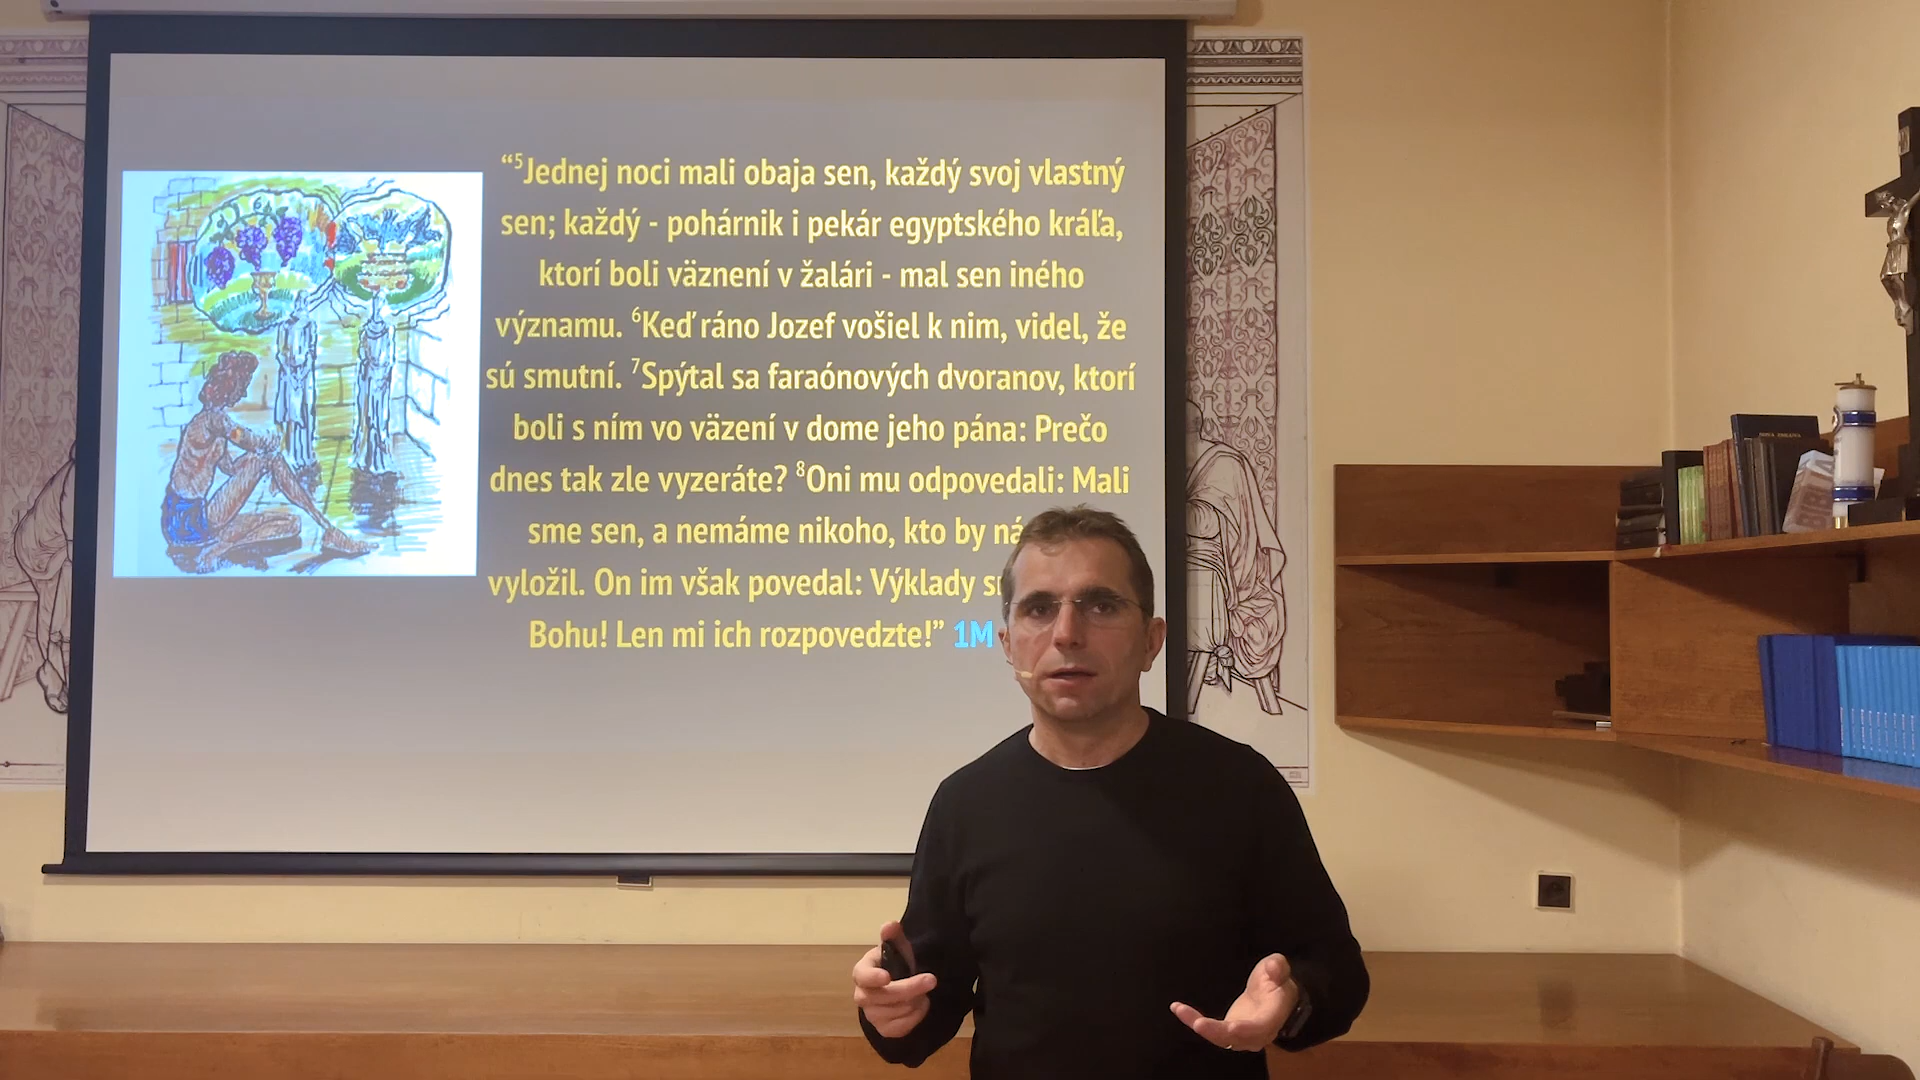 “⁵Jednej noci mali obaja sen, každý svoj vlastný
sen; každý - pohárnik i pekár egyptského kráľa,
ktorí boli väznení v žalári - mal sen iného
významu. ⁶Keď ráno Jozef vošiel k nim, videl, že
sú smutní. ⁷Spýtal sa faraónových dvoranov, ktorí
boli s ním vo väzení v dome jeho pána: Prečo
dnes tak zle vyzeráte? ⁸Oni mu odpovedali: Mali
sme sen, a nemáme nikoho, kto by
vyložil. On im však povedal: Výklady
Bohu! Len mi ich rozpovedzte!” 1M
BIBLIA